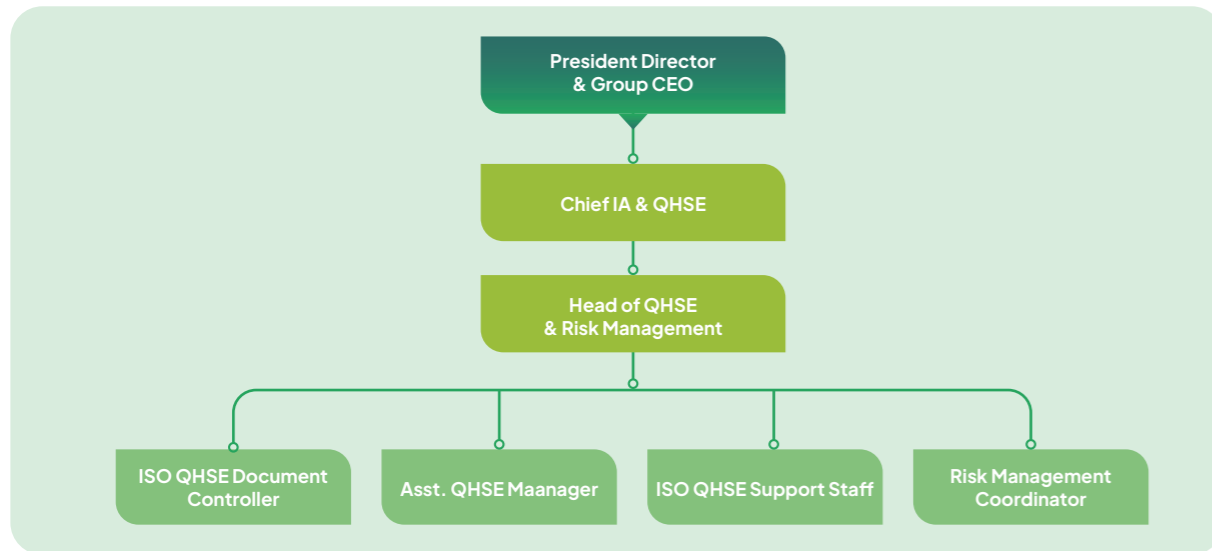 President Director
& Group CEO
Chief IA & QHSE
Head of QHSE
& Risk Management
ISO QHSE Document
Controller
Asst. QHSE Maanager
ISO QHSE Support Staff
Risk Management
Coordinator